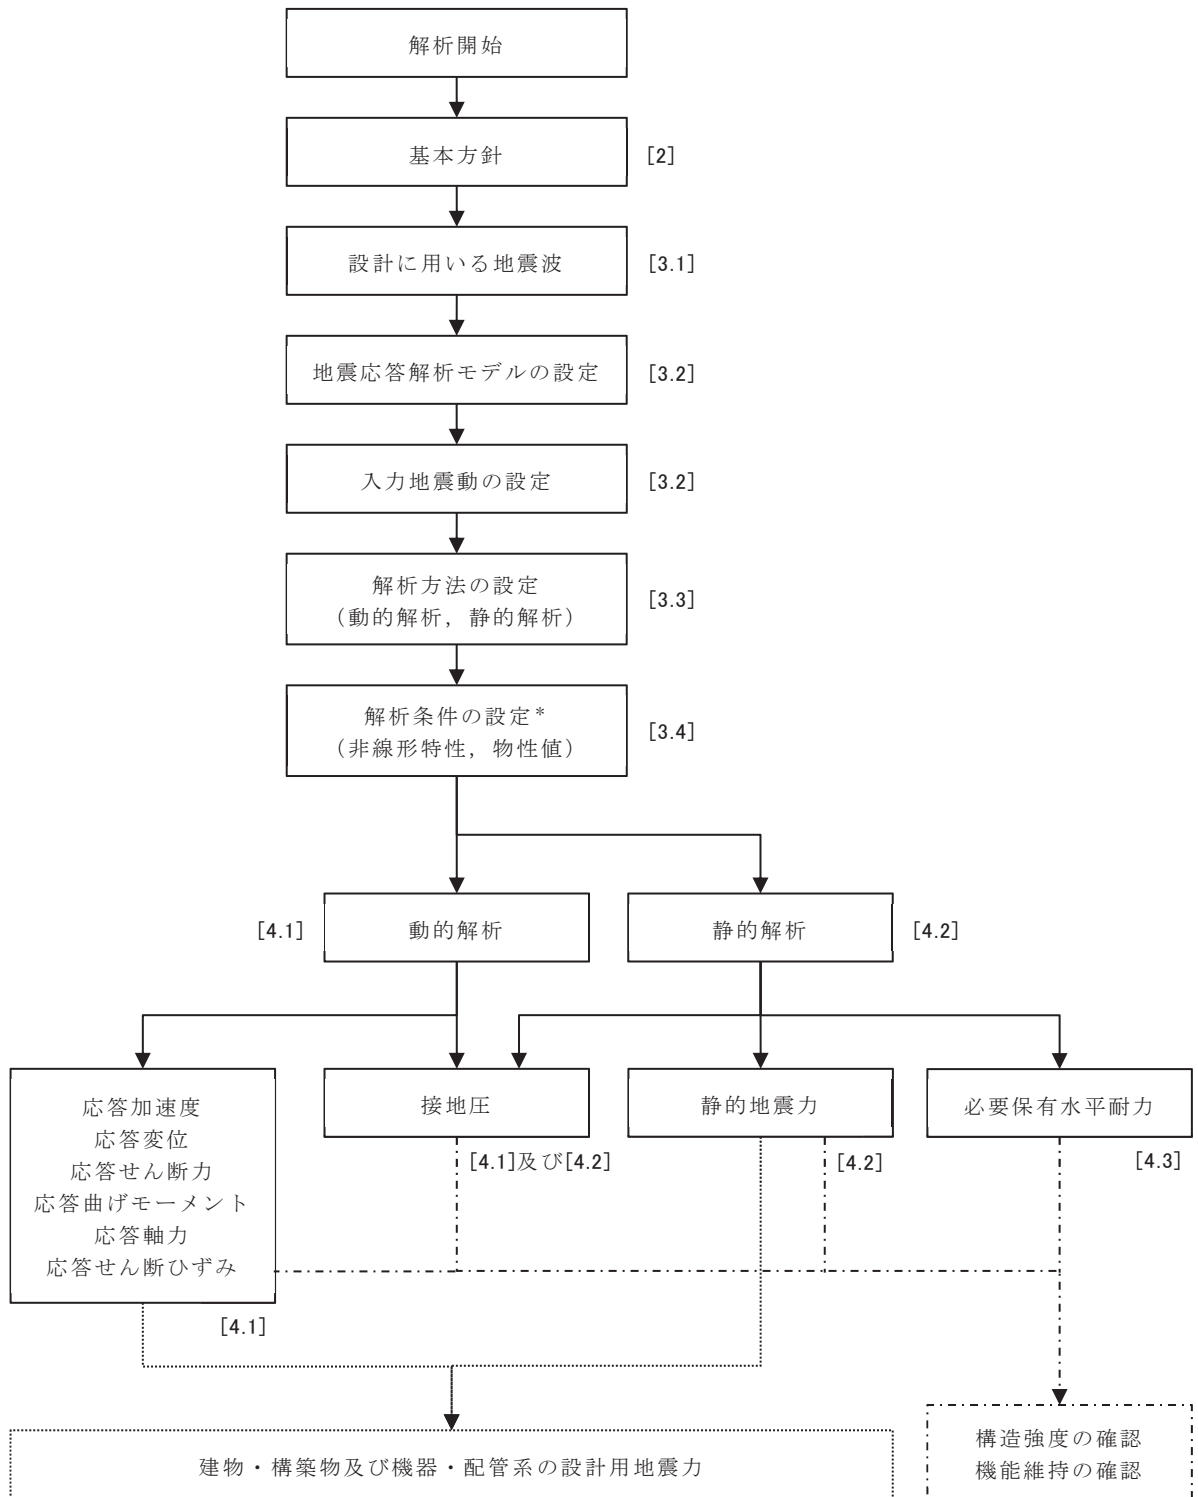 解析開始
基本方針
[2]
設計に用いる地震波
[3.1]
地震応答解析モデルの設定
[3.2]
入力地震動の設定
[3.2]
解析方法の設定
(動的解析, 静的解析)
[3.3]
解析条件の設定*
(非線形特性, 物性値)
[3.4]
[4.1]
動的解析
静的解析
[4.2]
応答加速度
応答変位
応答せん断力
応答曲げモーメント
応答軸力
応答せん断ひずみ
[4.1]
接地圧
[4.1]及び[4.2]
静的地震力
[4.2]
必要保有水平耐力
[4.3]
建物・構築物及び機器・配管系の設計用地震力
構造強度の確認
機能維持の確認